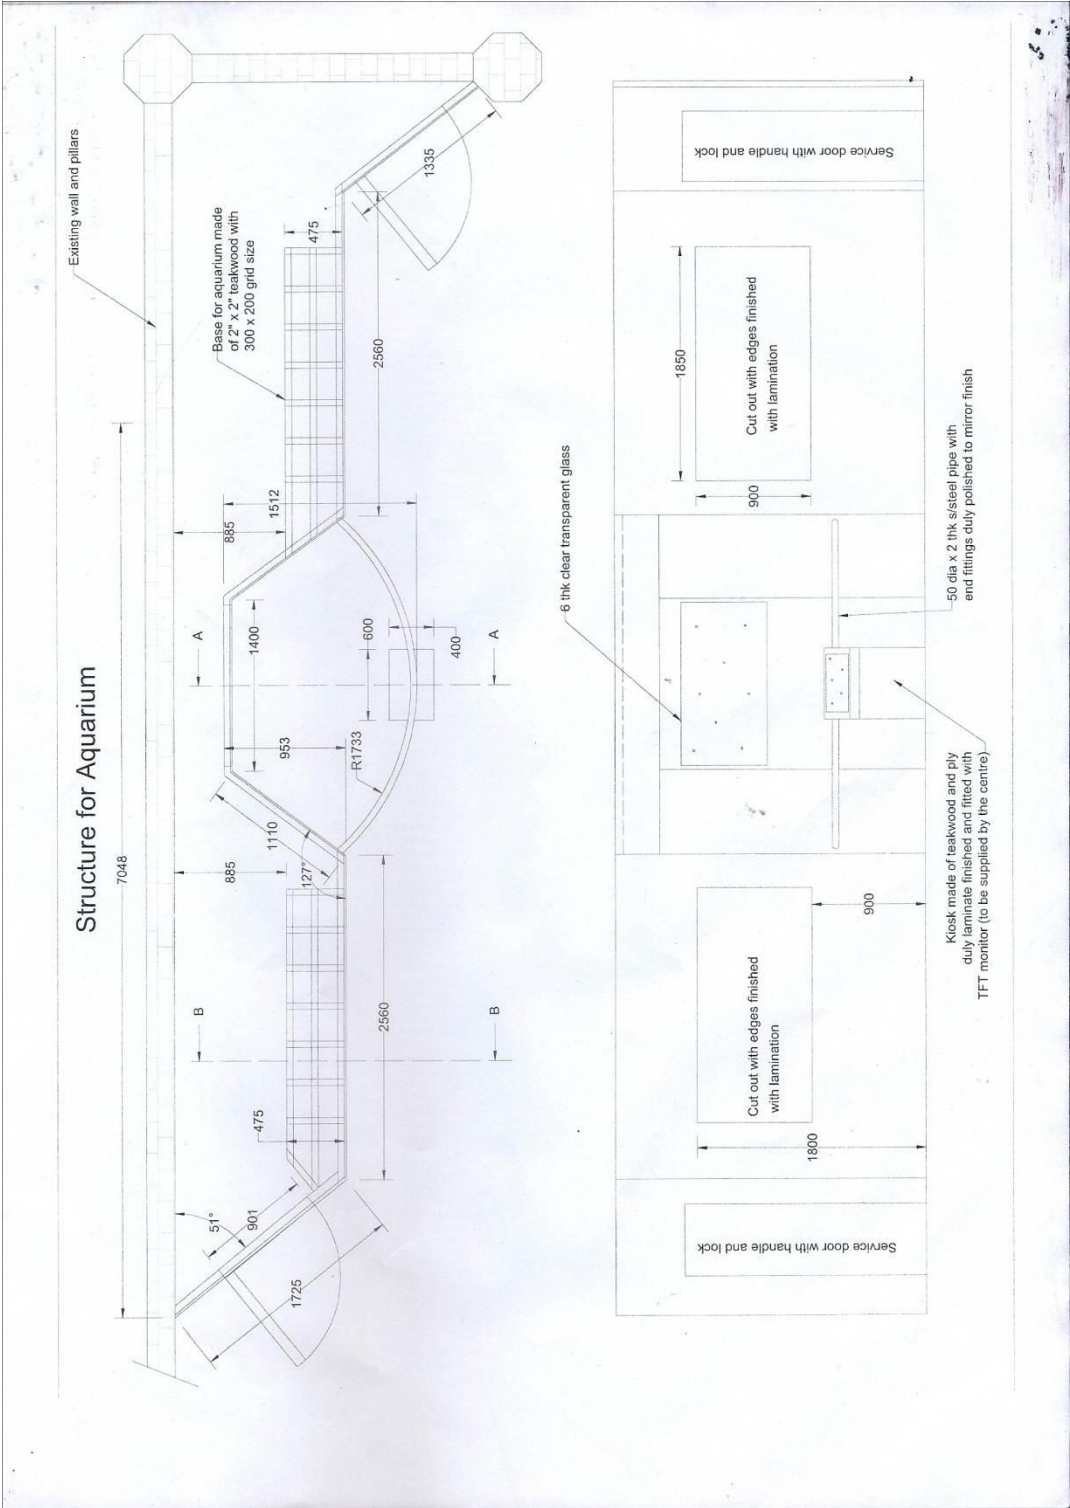 Structure for Aquarium
7048
Existing wall and pillars
Base for aquarium made
of 2" x 2" teakwood with
300 x 200 grid size
51°
901
1725
475
B
B
2560
885
127°
1110
953
R1733
A
A
1400
600
400
885
1512
2560
475
1335
Service door with handle and lock
1800
Cut out with edges finished
with lamination
900
6 thk clear transparent glass
900
1850
Cut out with edges finished
with lamination
Service door with handle and lock
Kiosk made of teakwood and ply
duly laminate finished and fitted with
TFT monitor (to be supplied by the centre)
50 dia x 2 thk s/steel pipe with
end fittings duly polished to mirror finish